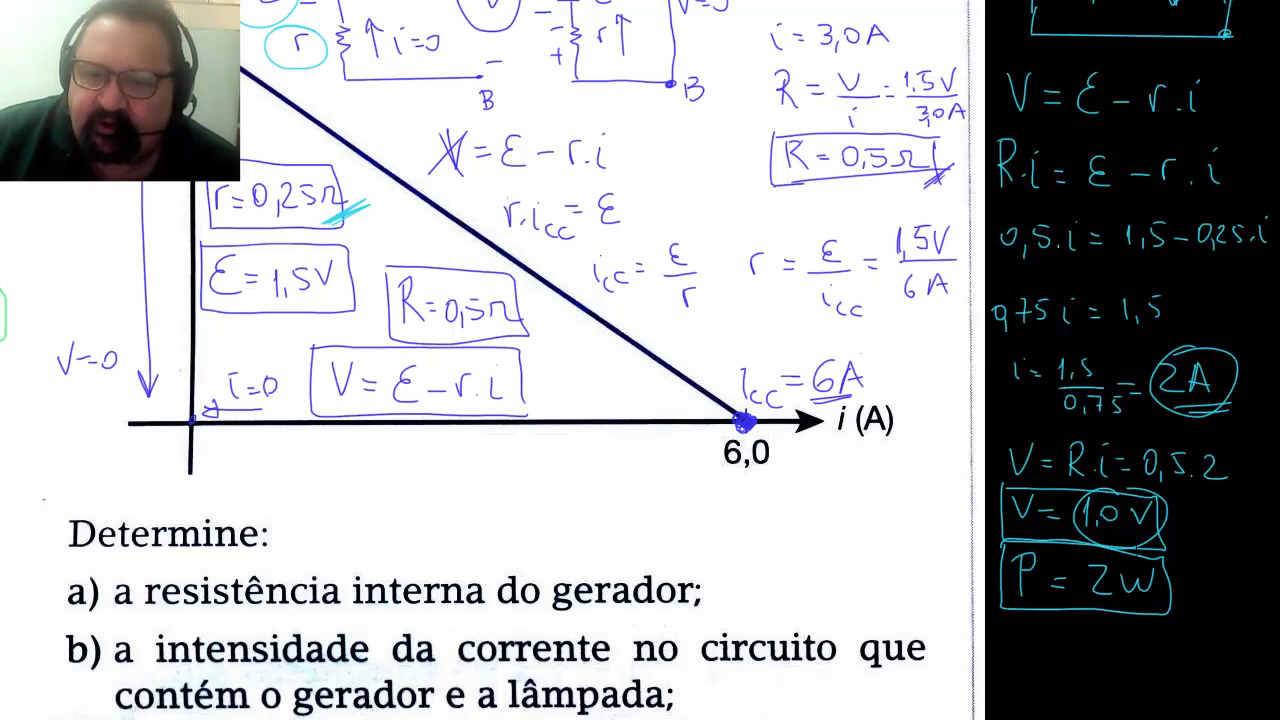 r
i=0
B
r
B
i = 3,0A
R = V/i = 1,5V/3,0A
R = 0,5Ω
V = ε - r.i
r.icc = ε
icc = ε/r
r = ε/icc = 1,5V/6A
r = 0,25Ω
ε = 1,5V
R = 0,5Ω
V = ε - r.i
V=0
i=0
icc = 6A
i (A)
6,0
Determine:
a) a resistência interna do gerador;
b) a intensidade da corrente no circuito que
contém o gerador e a lâmpada;
V = ε - r.i
R.i = ε - r.i
0,5.i = 1,5 - 0,25.i
0,75 i = 1,5
i = 1,5/0,75 = 2A
V = R.i = 0,5.2
V = 1,0 V
P = 2W